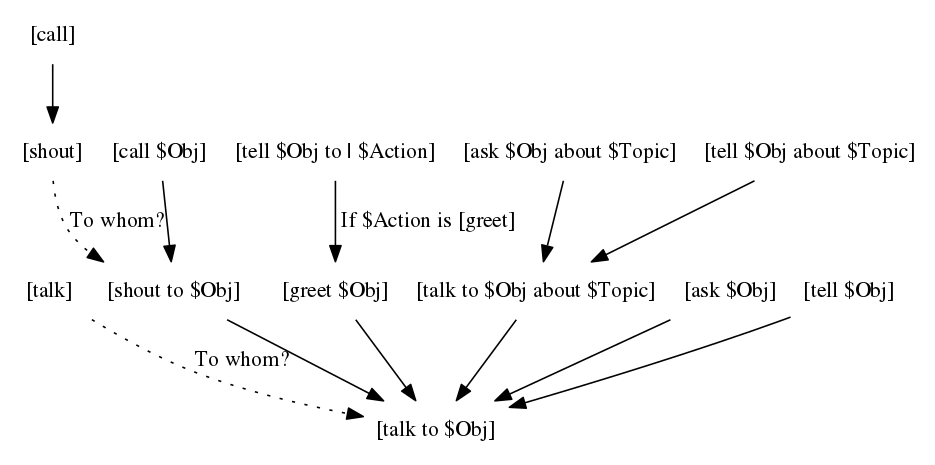 [call]
[shout]
[call $Obj]
[tell $Obj to | $Action]
[ask $Obj about $Topic]
[tell $Obj about $Topic]
To whom?
If $Action is [greet]
[talk]
[shout to $Obj]
[greet $Obj]
[talk to $Obj about $Topic]
[ask $Obj]
[tell $Obj]
To whom?
[talk to $Obj]